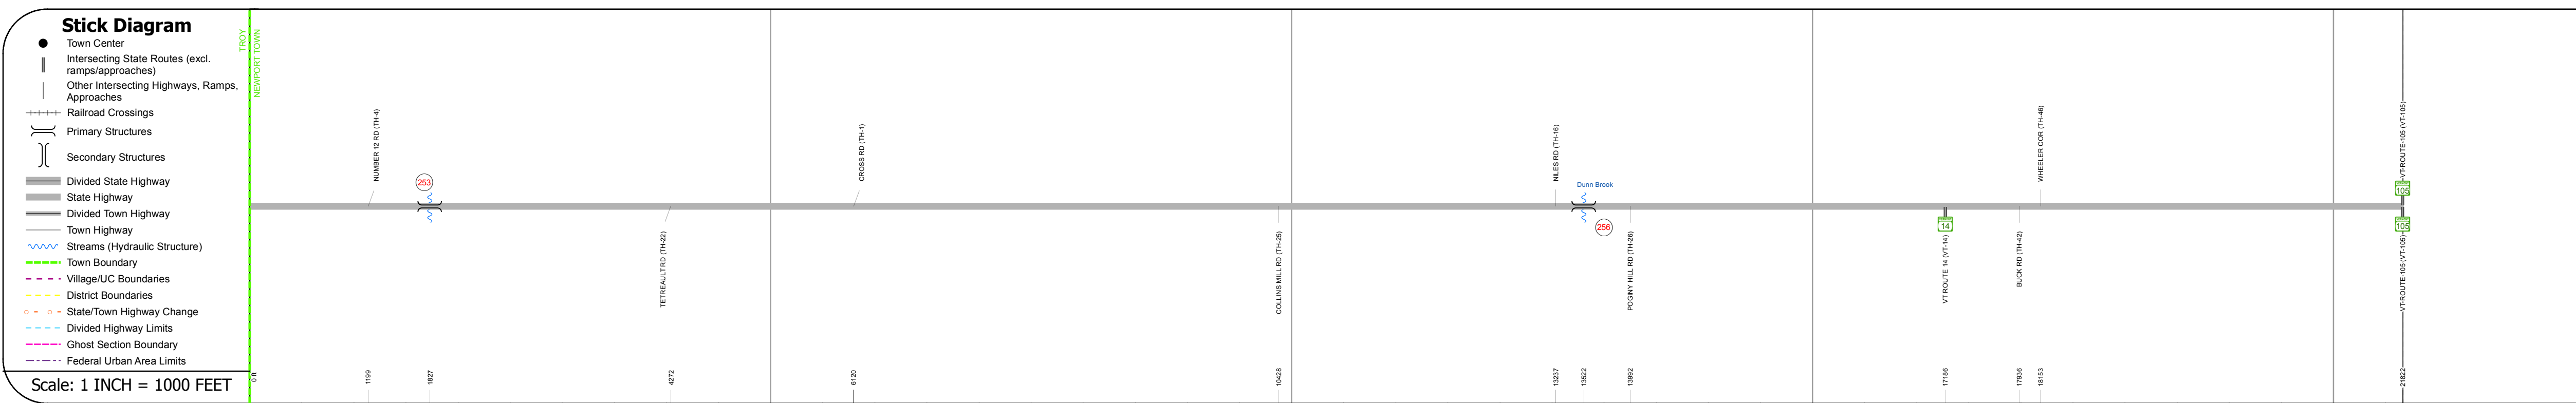 Stick Diagram
Town Center
Intersecting State Routes (excl.
ramps/approaches)
Other Intersecting Highways, Ramps,
Approaches
Railroad Crossings
Primary Structures
Secondary Structures
Divided State Highway
State Highway
Divided Town Highway
Town Highway
Streams (Hydraulic Structure)
Town Boundary
Village/UC Boundaries
District Boundaries
State/Town Highway Change
Divided Highway Limits
Ghost Section Boundary
Federal Urban Area Limits
Scale: 1 INCH = 1000 FEET
TROY
NEWPORT TOWN
NUMBER 12 RD (TH-4)
253
TETREAULT RD (TH-22)
CROSS RD (TH-1)
COLLINS MILL RD (TH-25)
NILES RD (TH-16)
Dunn Brook
256
POGINY HILL RD (TH-26)
14
VT ROUTE 14 (VT-14)
BUCK RD (TH-42)
WHEELER COR (TH-46)
VT-ROUTE-105 (VT-105)
105
105
VT-ROUTE-105 (VT-105)
0 ft
1199
1827
4272
6120
10428
13237
13522
13992
17186
17936
18153
21822